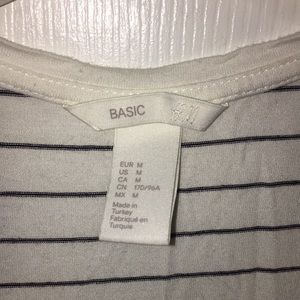 BASIC
EUR M
US M
CA M
CN 170/96A
MX M
Made in
Turkey
Fabriqué en
Turquie